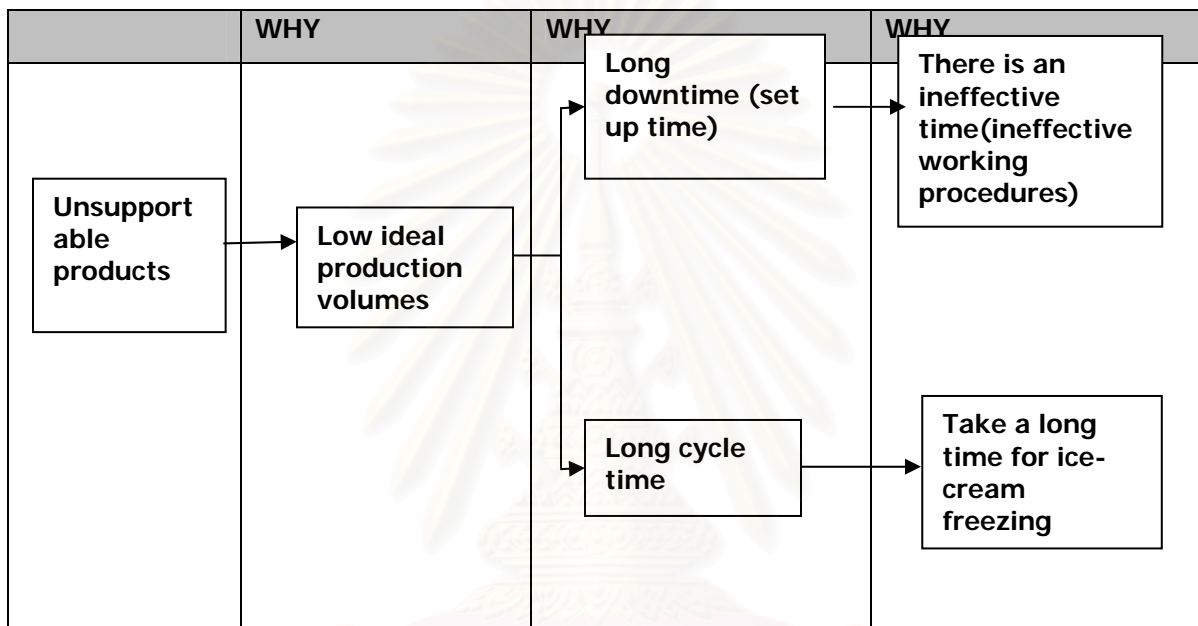 WHY
WHY
WHY
Unsupport
able
products
Low ideal
production
volumes
Long
downtime (set
up time)
There is an
ineffective
time(ineffective
working
procedures)
Long cycle
time
Take a long
time for ice-
cream
freezing